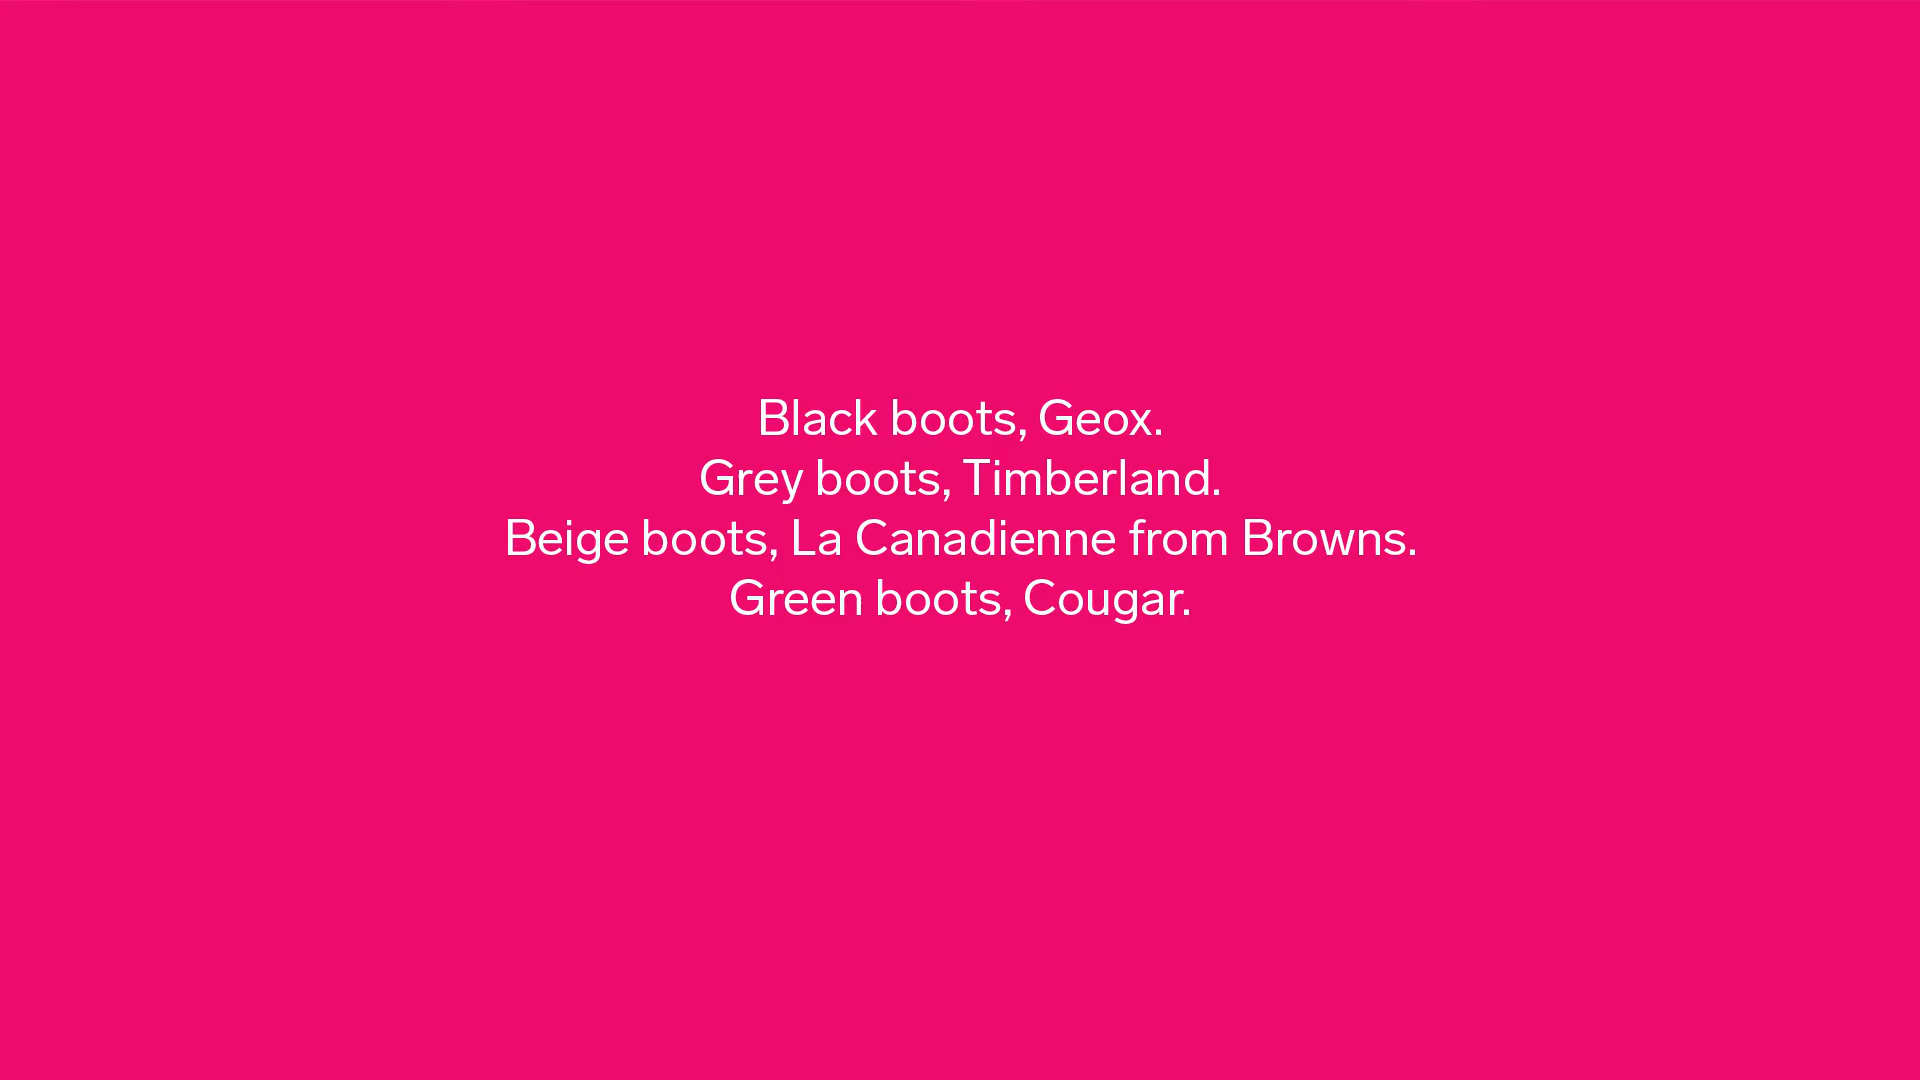 Black boots, Geox.
Grey boots, Timberland.
Beige boots, La Canadienne from Browns.
Green boots, Cougar.